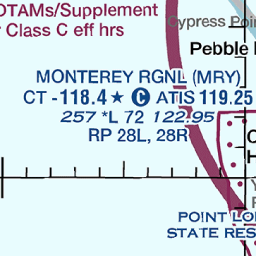 OTAMs/Supplement
r Class C eff hrs
Cypress Poi
Pebble
MONTEREY RGNL (MRY)
CT - 118.4 ★ C ATIS 119.25
257 *L 72 122.95
RP 28L, 28R
POINT LO
STATE RES